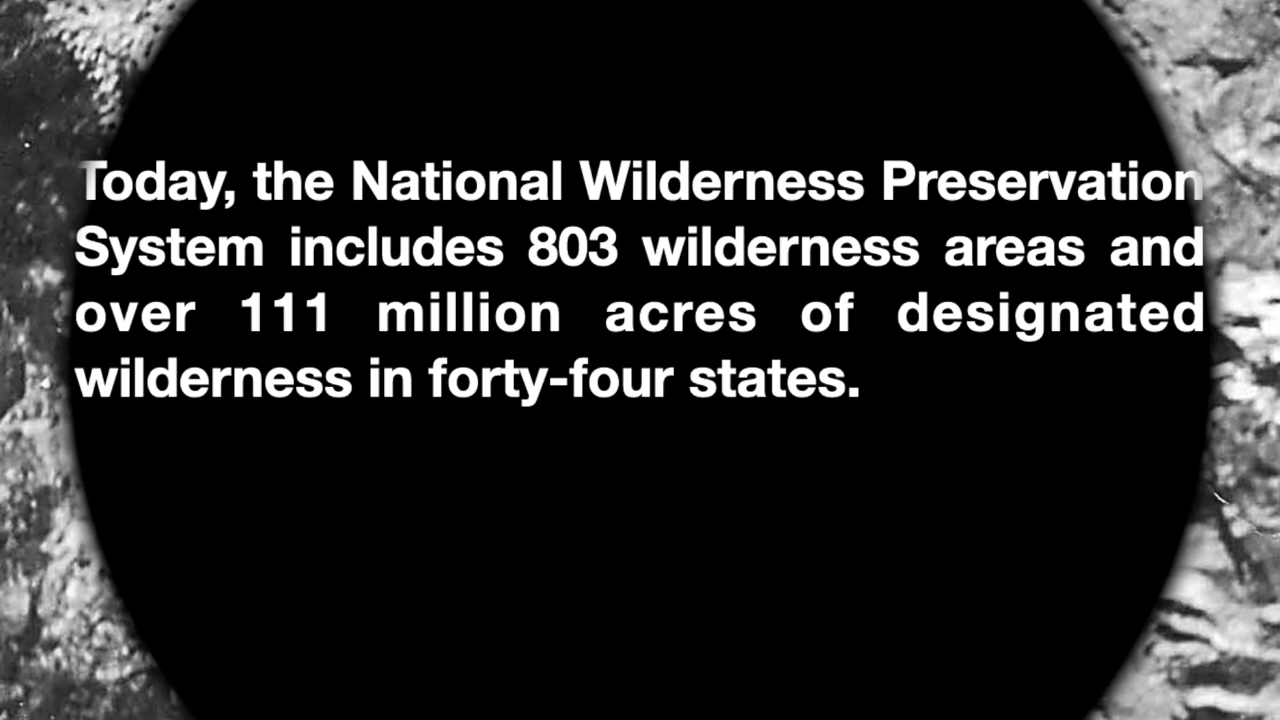 Today, the National Wilderness Preservation
System includes 803 wilderness areas and
over 111 million acres of designated
wilderness in forty-four states.